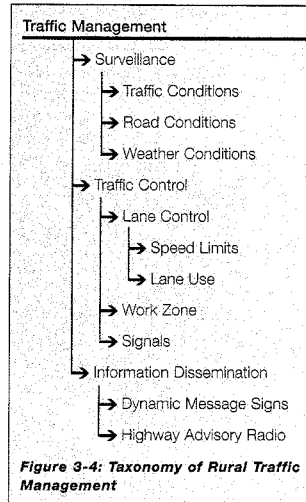 Traffic Management
Surveillance
Traffic Conditions
Road Conditions
Weather Conditions
Traffic Control
Lane Control
Speed Limits
Lane Use
Work Zone
Signals
Information Dissemination
Dynamic Message Signs
Highway Advisory Radio
Figure 3-4: Taxonomy of Rural Traffic
Management